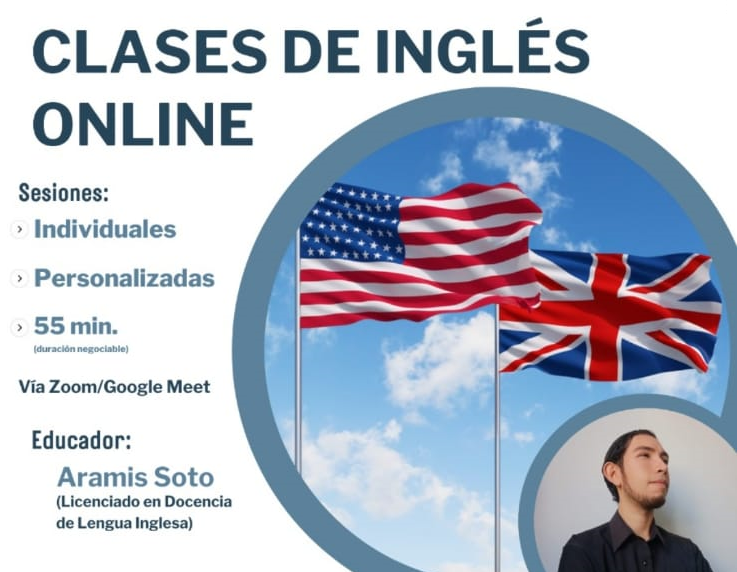 CLASES DE INGLÉS
ONLINE
Sesiones:
Individuales
Personalizadas
55 min.
(duración negociable)
Vía Zoom/Google Meet
Educador:
Aramis Soto
(Licenciado en Docencia
de Lengua Inglesa)